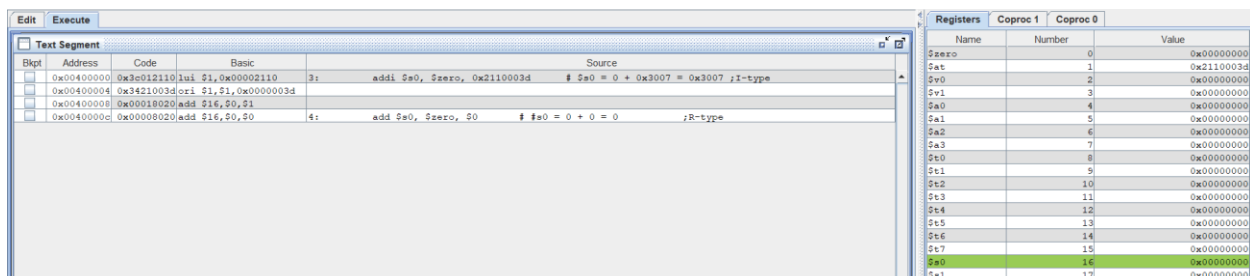 Edit Execute
Text Segment
Bkpt Address Code Basic Source
0x00400000 0x3c012110 lui $1,0x00002110 3: addi $s0, $zero, 0x2110003d # $s0 = 0 + 0x3007 = 0x3007 ;I-type
0x00400004 0x3421003d ori $1,$1,0x0000003d
0x00400008 0x00018020 add $16,$0,$1
0x0040000c 0x00008020 add $16,$0,$0 4: add $s0, $zero, $0 # $s0 = 0 + 0 = 0 ;R-type
Registers Coproc 1 Coproc 0
Name Number Value
$zero 0 0x00000000
$at 1 0x2110003d
$v0 2 0x00000000
$v1 3 0x00000000
$a0 4 0x00000000
$a1 5 0x00000000
$a2 6 0x00000000
$a3 7 0x00000000
$t0 8 0x00000000
$t1 9 0x00000000
$t2 10 0x00000000
$t3 11 0x00000000
$t4 12 0x00000000
$t5 13 0x00000000
$t6 14 0x00000000
$t7 15 0x00000000
$s0 16 0x00000000
$s1 17 0x00000000